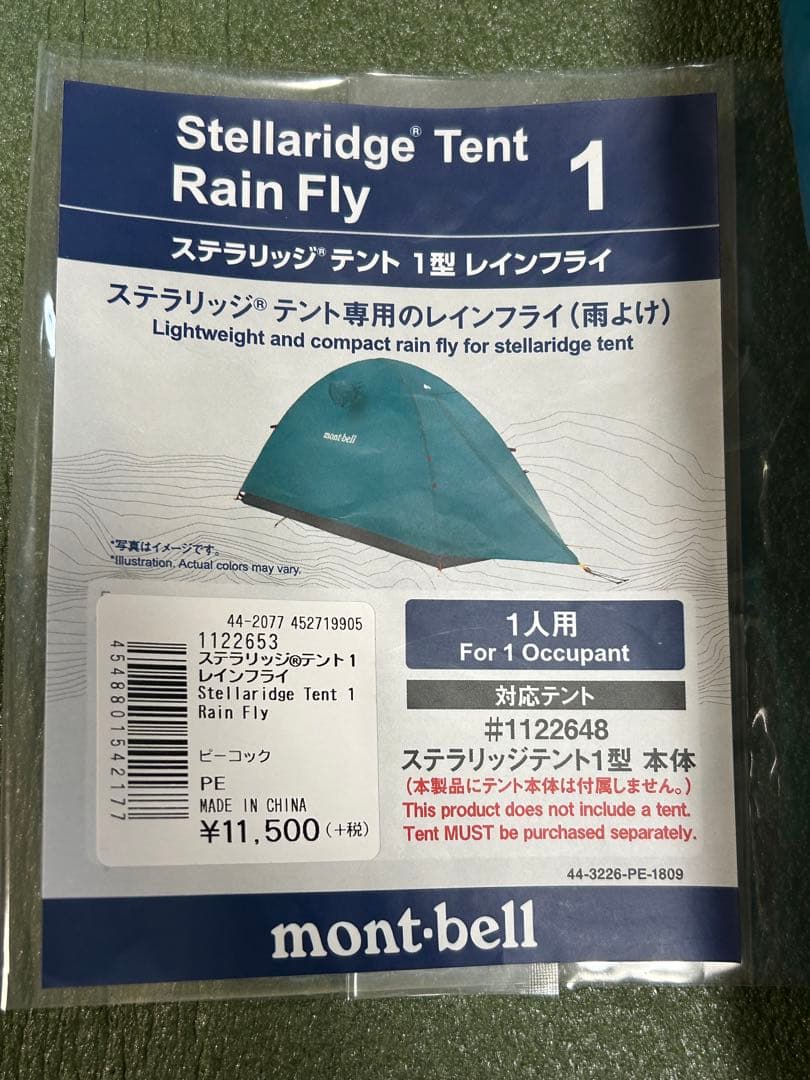 Stellaridge® Tent
Rain Fly
1
ステラリッジ® テント 1型 レインフライ
ステラリッジ® テント専用のレインフライ(雨よけ)
Lightweight and compact rain fly for stellaridge tent
mont-bell
*写真はイメージです。
*Illustration. Actual colors may vary.
44-2077 452719905
1122653
ステラリッジ®テント1
レインフライ
Stellaridge Tent 1
Rain Fly
ピーコック
PE
MADE IN CHINA
¥11,500(+税)
4548801542177
1人用
For 1 Occupant
対応テント
#1122648
ステラリッジテント1型 本体
(本製品にテント本体は付属しません。)
This product does not include a tent.
Tent MUST be purchased separately.
44-3226-PE-1809
mont-bell